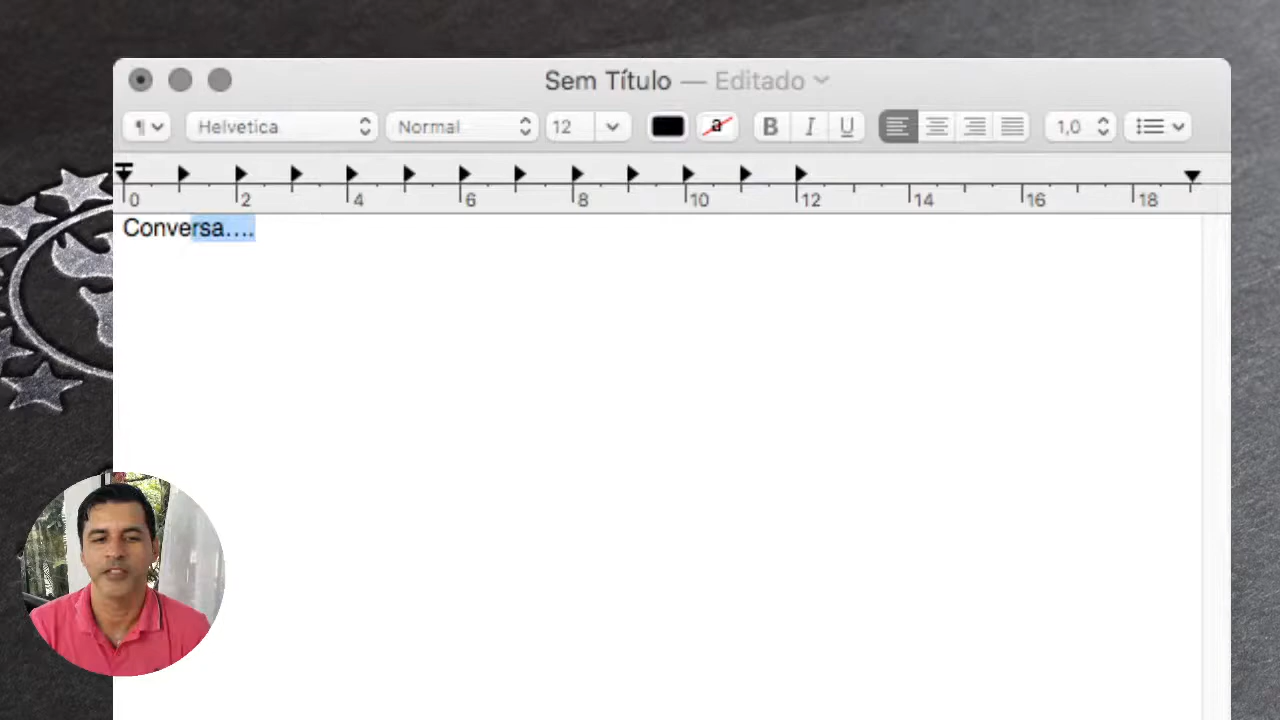 Sem Título — Editado
¶ Helvetica Normal 12 a B I U 1,0
0 2 4 6 8 10 12 14 16 18
Conversa….